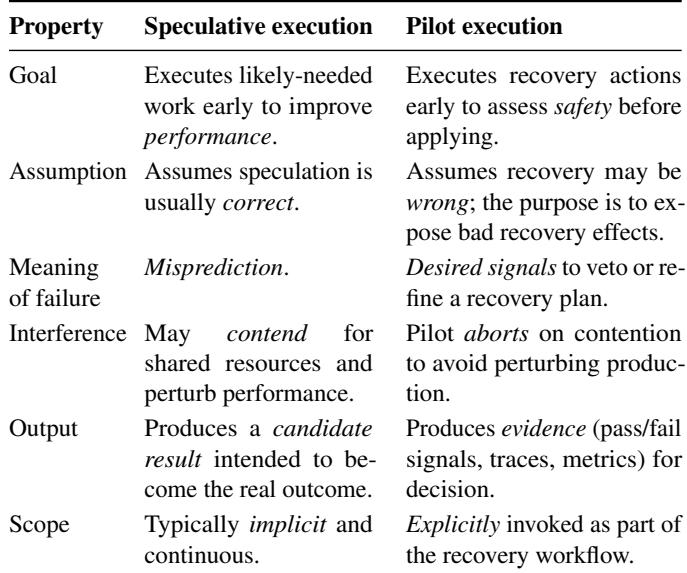 Property Speculative execution Pilot execution
Goal Executes likely-needed Executes recovery actions
work early to improve early to assess safety before
performance. applying.
Assumption Assumes speculation is Assumes recovery may be
usually correct. wrong; the purpose is to ex-
pose bad recovery effects.
Meaning Misprediction. Desired signals to veto or re-
of failure fine a recovery plan.
Interference May contend for Pilot aborts on contention
shared resources and to avoid perturbing produc-
perturb performance. tion.
Output Produces a candidate Produces evidence (pass/fail
result intended to be- signals, traces, metrics) for
come the real outcome. decision.
Scope Typically implicit and Explicitly invoked as part of
continuous. the recovery workflow.